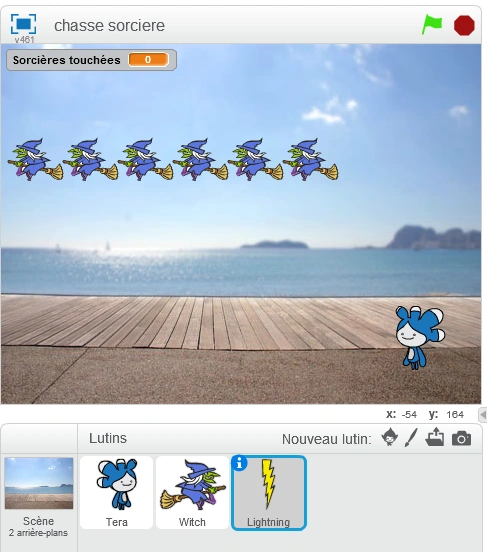 chasse sorciere
v461
Sorcières touchées 0
x: -54 y: 164
Lutins Nouveau lutin:
Scène
2 arrière-plans
Tera
Witch
i
Lightning